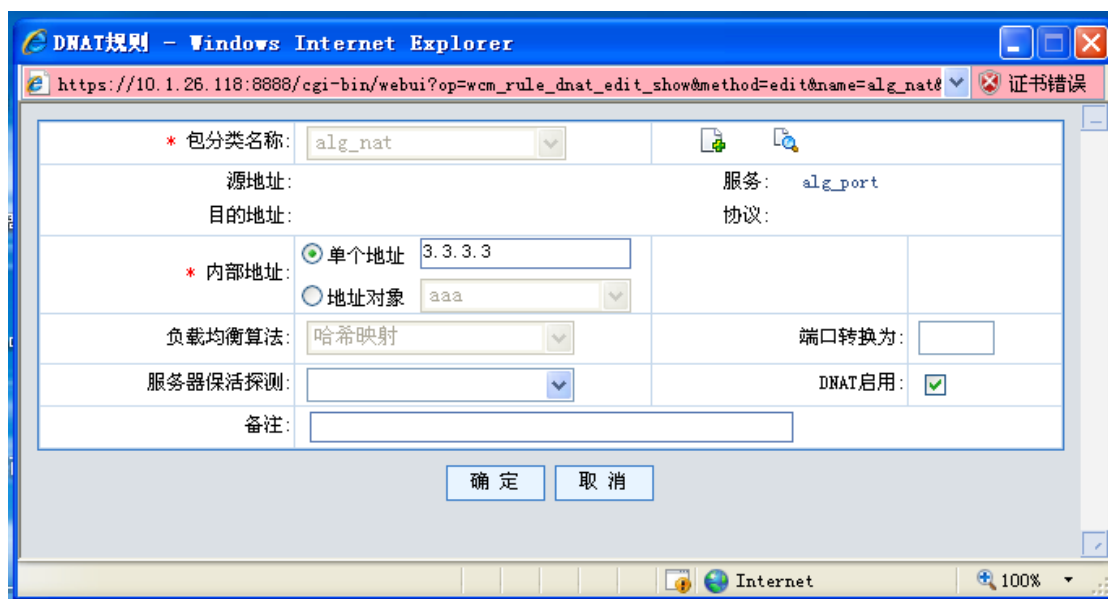 DNAT规则 - Windows Internet Explorer
https://10.1.26.118:8888/cgi-bin/webui?op=wcm_rule_dnat_edit_show&method=edit&name=alg_nat& 证书错误
* 包分类名称: alg_nat
源地址: 服务: alg_port
目的地址: 协议:
* 内部地址: 单个地址 3.3.3.3
地址对象 aaa
负载均衡算法: 哈希映射 端口转换为:
服务器保活探测: DNAT启用:
备注:
确 定 取 消
Internet 100%